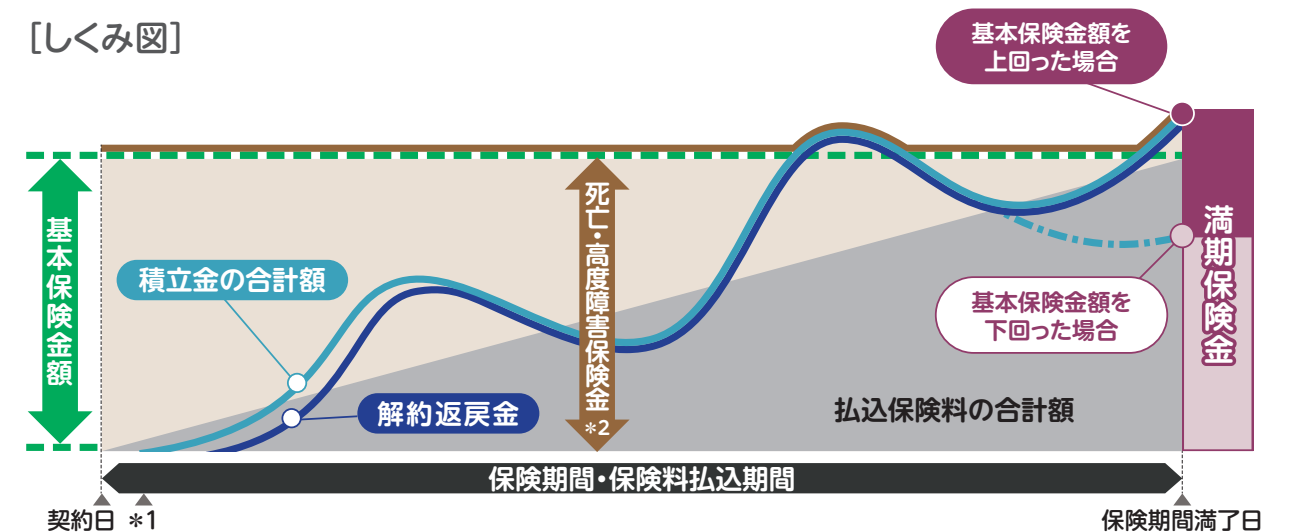 [しくみ図]
基本保険金額を
上回った場合
基本保険金額
死亡・高度障害保険金*2
積立金の合計額
解約返戻金
満期保険金
基本保険金額を
下回った場合
払込保険料の合計額
保険期間・保険料払込期間
契約日 *1
保険期間満了日